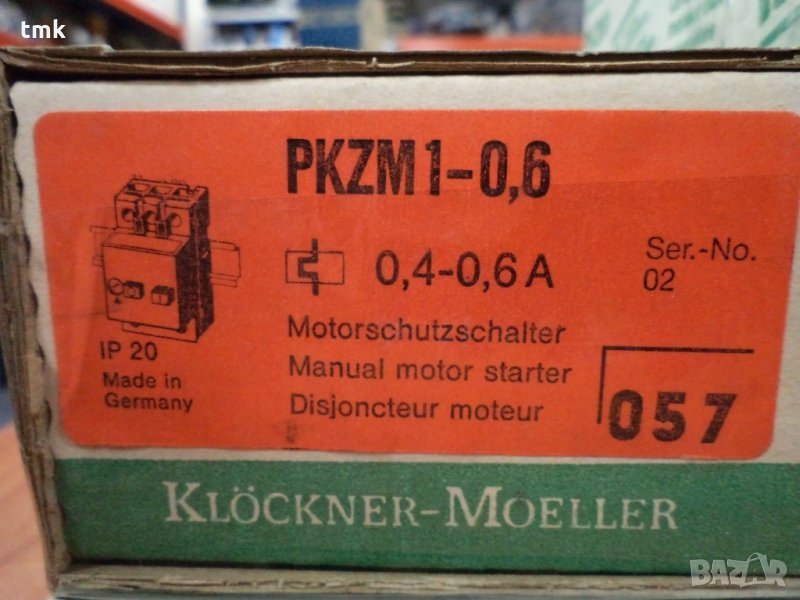 tmk
PKZM1-0,6
0,4-0,6 A
Ser.-No.
02
IP 20
Made in
Germany
Motorschutzschalter
Manual motor starter
Disjoncteur moteur
057
KLÖCKNER-MOELLER
BAZAR